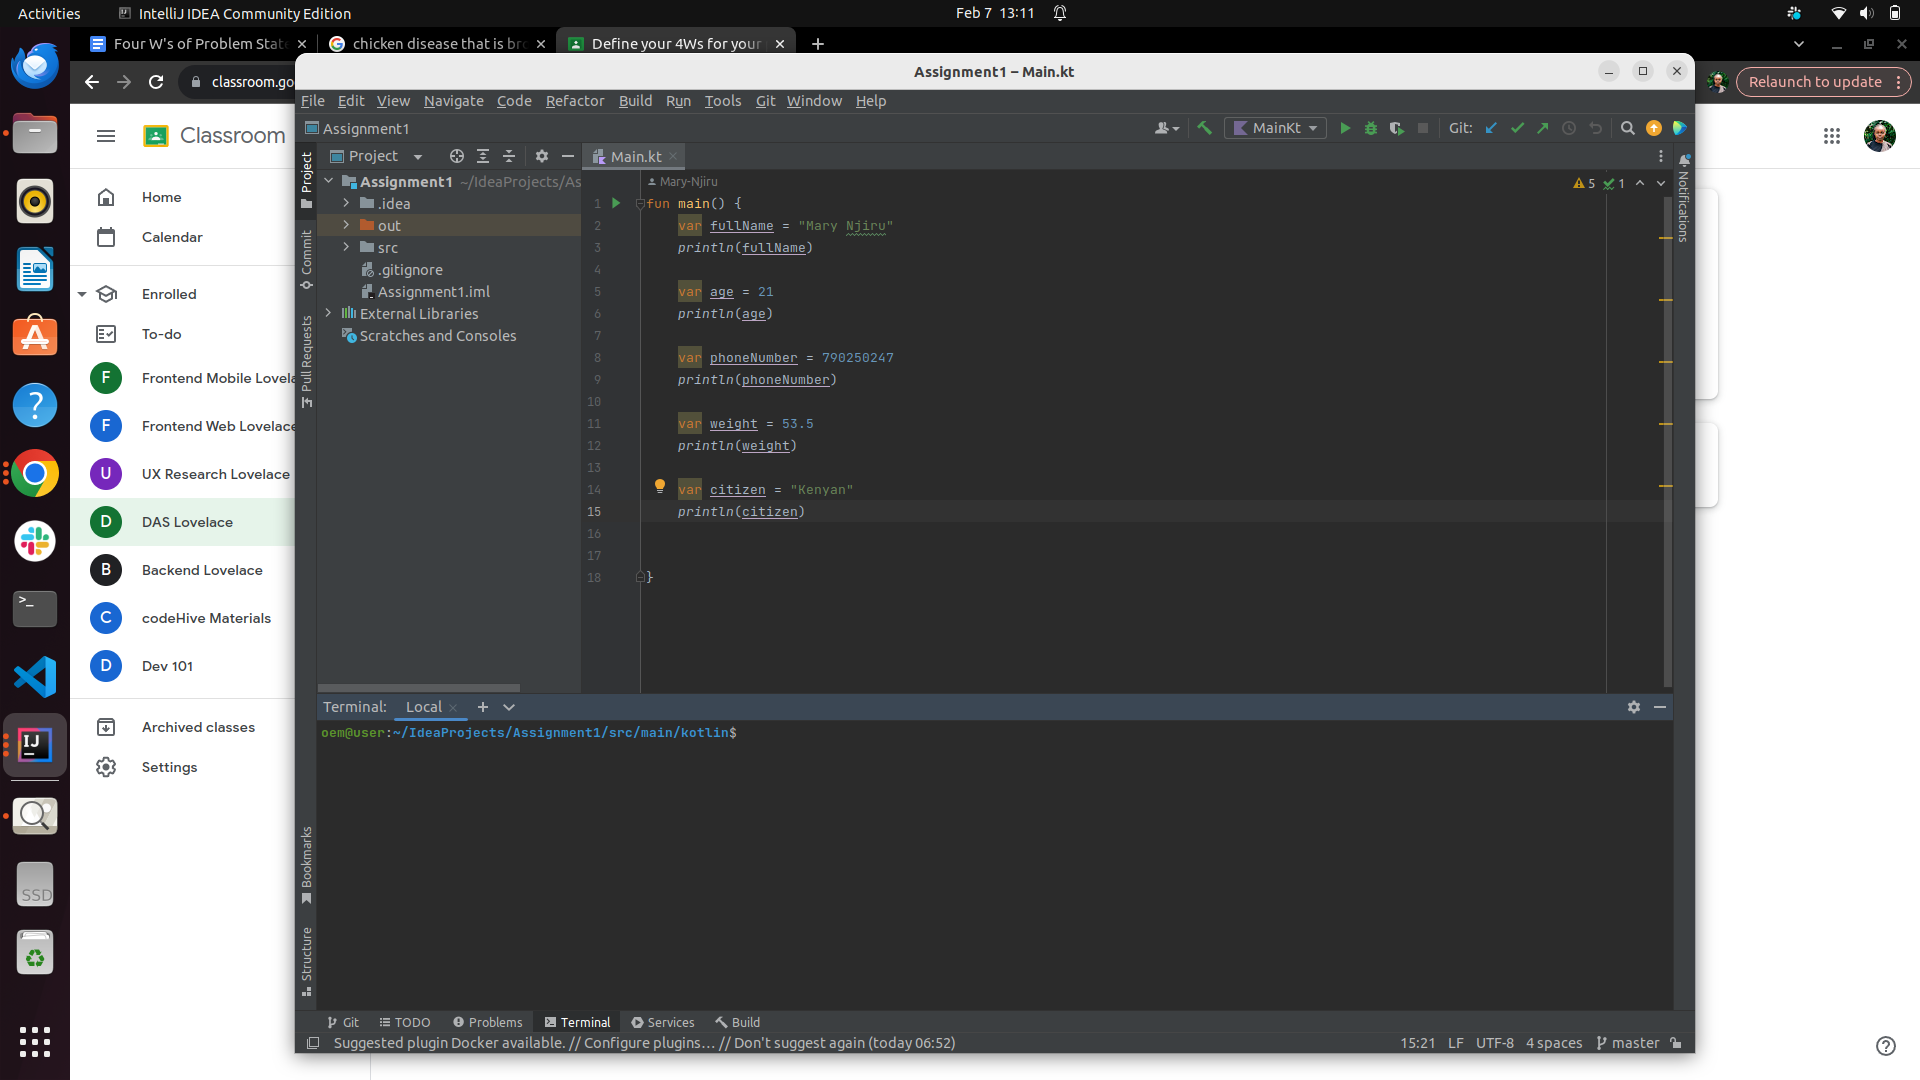 Activities
IntelliJ IDEA Community Edition
Feb 7 13:11
Four W's of Problem State
chicken disease that is bro
Define your 4Ws for your
classroom.go
Relaunch to update
Assignment1 – Main.kt
File Edit View Navigate Code Refactor Build Run Tools Git Window Help
Assignment1
MainKt
Git:
Classroom
Home
Calendar
Enrolled
To-do
F Frontend Mobile Lovela
F Frontend Web Lovelace
U UX Research Lovelace
D DAS Lovelace
B Backend Lovelace
C codeHive Materials
D Dev 101
Archived classes
Settings
Project
Commit
Pull Requests
Bookmarks
Structure
Project
Assignment1 ~/IdeaProjects/As
.idea
out
src
.gitignore
Assignment1.iml
External Libraries
Scratches and Consoles
Main.kt
Mary-Njiru
5 1
Notifications
1 fun main() {
2 var fullName = "Mary Njiru"
3 println(fullName)
4
5 var age = 21
6 println(age)
7
8 var phoneNumber = 790250247
9 println(phoneNumber)
10
11 var weight = 53.5
12 println(weight)
13
14 var citizen = "Kenyan"
15 println(citizen)
16
17
18 }
Terminal: Local
oem@user:~/IdeaProjects/Assignment1/src/main/kotlin$
Git TODO Problems Terminal Services Build
Suggested plugin Docker available. // Configure plugins... // Don't suggest again (today 06:52)
15:21 LF UTF-8 4 spaces master
SSD
IJ
>_
?